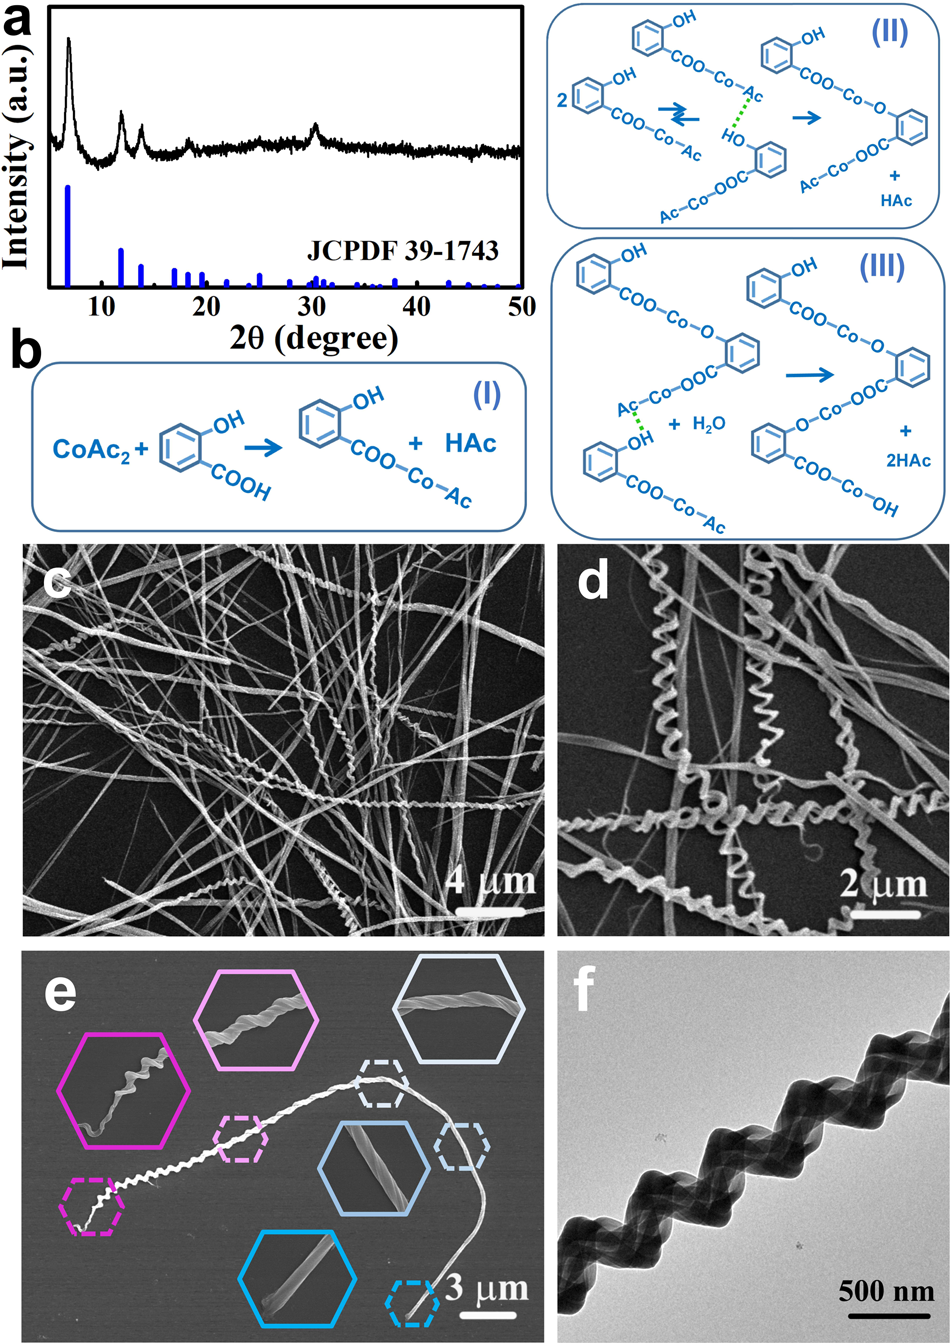 a
Intensity (a.u.)
JCPDF 39-1743
10 20 30 40 50
2θ (degree)
b
(I)
CoAc₂ + OH COOH → OH COO–Co–Ac + HAc
(II)
2 OH COO–Co–Ac
OH COO–Co–Ac
HO Ac–Co–OOC
OH COO–Co–O Ac–Co–OOC
+
HAc
(III)
OH COO–Co–O Ac–Co–OOC
+ H₂O
OH COO–Co–Ac
OH COO–Co–O O–Co–OOC COO–Co–OH
+
2HAc
c
4 μm
d
2 μm
e
3 μm
f
500 nm